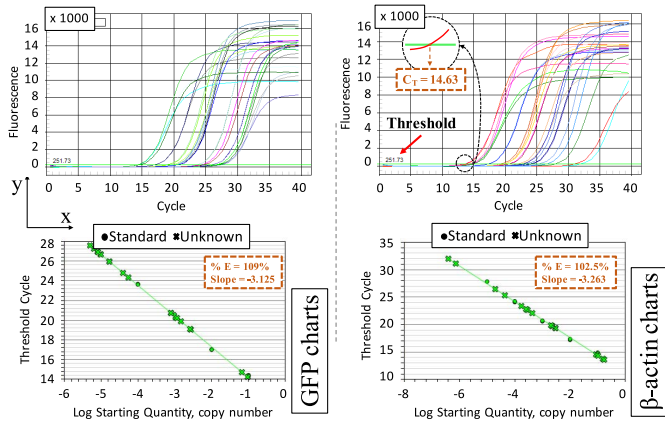 x 1000
Fluorescence
16
14
12
10
8
6
4
2
0
251.73
0 5 10 15 20 25 30 35 40
Cycle
x 1000
Fluorescence
16
14
12
10
8
6
4
2
0
C_T = 14.63
Threshold
251.73
0 5 10 15 20 25 30 35 40
Cycle
y
x
Standard Unknown
Threshold Cycle
28
26
24
22
20
18
16
14
% E = 109%
Slope = -3.125
-6 -5 -4 -3 -2 -1 0
Log Starting Quantity, copy number
GFP charts
Standard Unknown
Threshold Cycle
35
30
25
20
15
10
% E = 102.5%
Slope = -3.263
-8 -6 -4 -2 0
Log Starting Quantity, copy number
β-actin charts